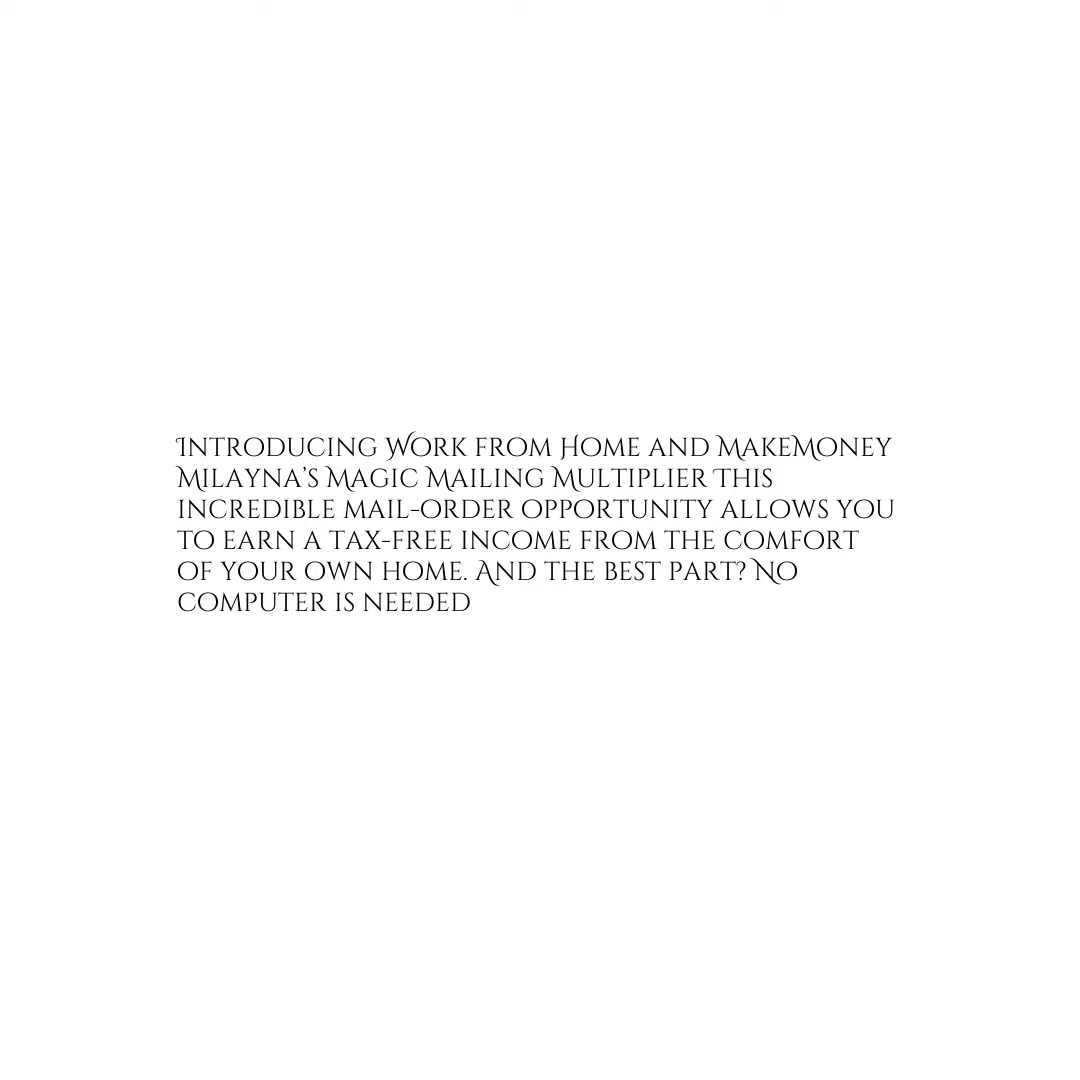 Introducing Work from Home and MakeMoney
Milayna's Magic Mailing Multiplier This
incredible mail-order opportunity allows you
to earn a tax-free income from the comfort
of your own home. And the best part? No
computer is needed